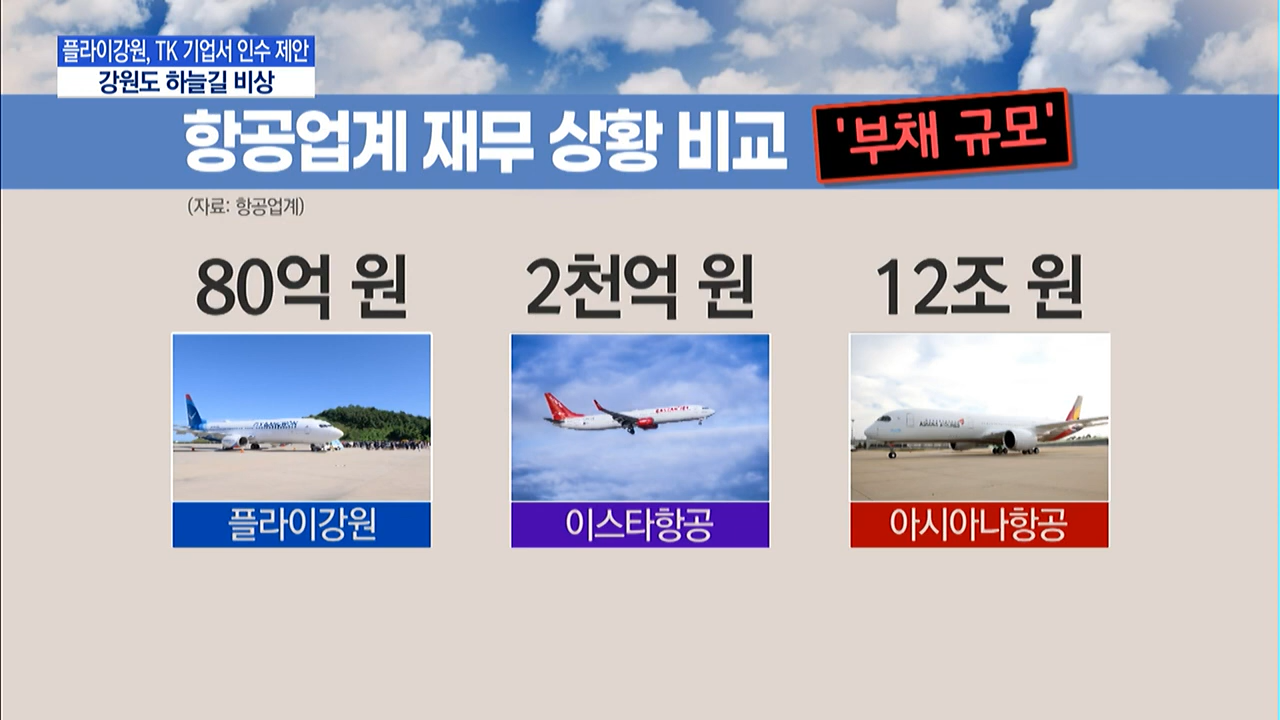 플라이강원, TK 기업서 인수 제안
강원도 하늘길 비상
항공업계 재무 상황 비교 '부채 규모'
(자료: 항공업계)
80억 원 2천억 원 12조 원
플라이강원 이스타항공 아시아나항공